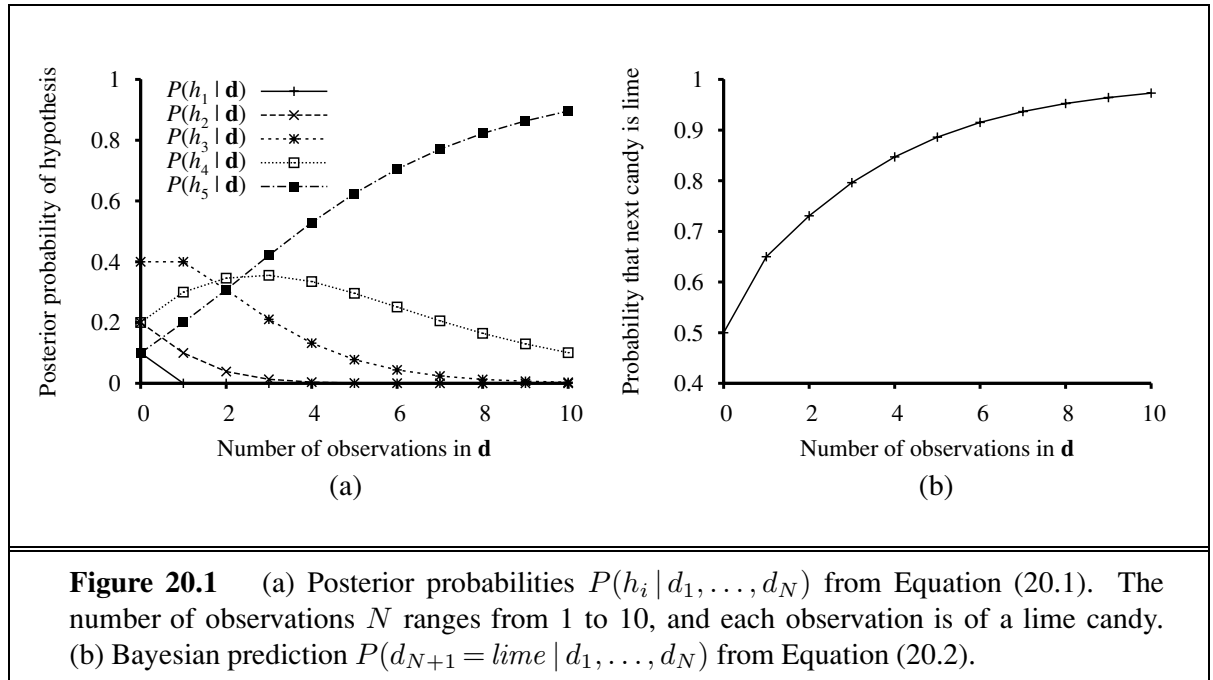 Posterior probability of hypothesis
1
0.8
0.6
0.4
0.2
0
P(h1 | d)
P(h2 | d)
P(h3 | d)
P(h4 | d)
P(h5 | d)
0 2 4 6 8 10
Number of observations in d
(a)
Probability that next candy is lime
1
0.9
0.8
0.7
0.6
0.5
0.4
0 2 4 6 8 10
Number of observations in d
(b)
Figure 20.1 (a) Posterior probabilities P(hi | d1, . . . , dN) from Equation (20.1). The
number of observations N ranges from 1 to 10, and each observation is of a lime candy.
(b) Bayesian prediction P(dN+1 = lime | d1, . . . , dN) from Equation (20.2).